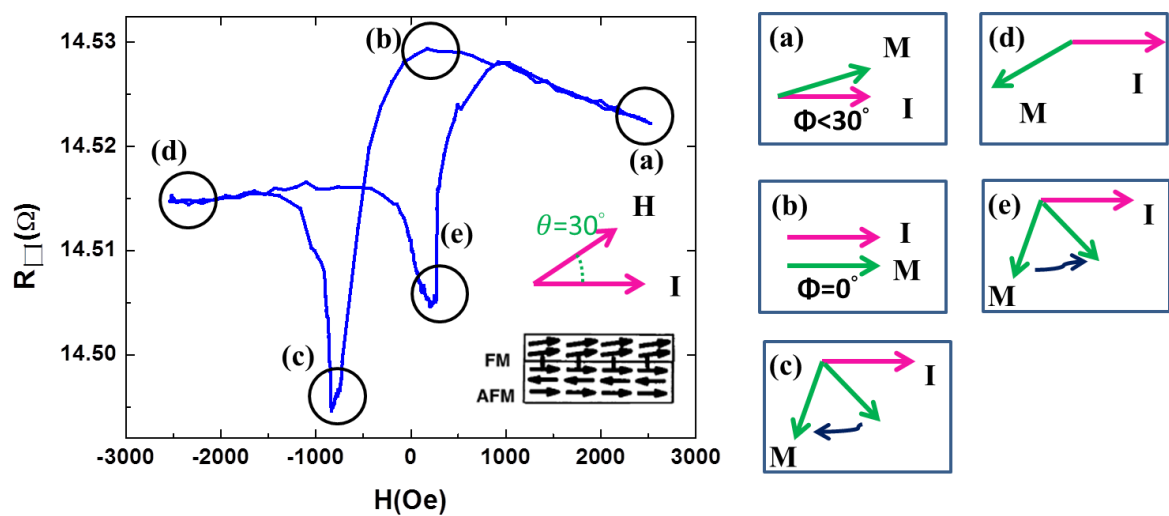 14.53
14.52
14.51
14.50
R□(Ω)
-3000
-2000
-1000
0
1000
2000
3000
H(Oe)
(a)
(b)
(c)
(d)
(e)
H
θ=30°
I
FM
AFM
(a)
M
I
Φ<30°
(d)
I
M
(b)
I
M
Φ=0°
(e)
I
M
(c)
I
M